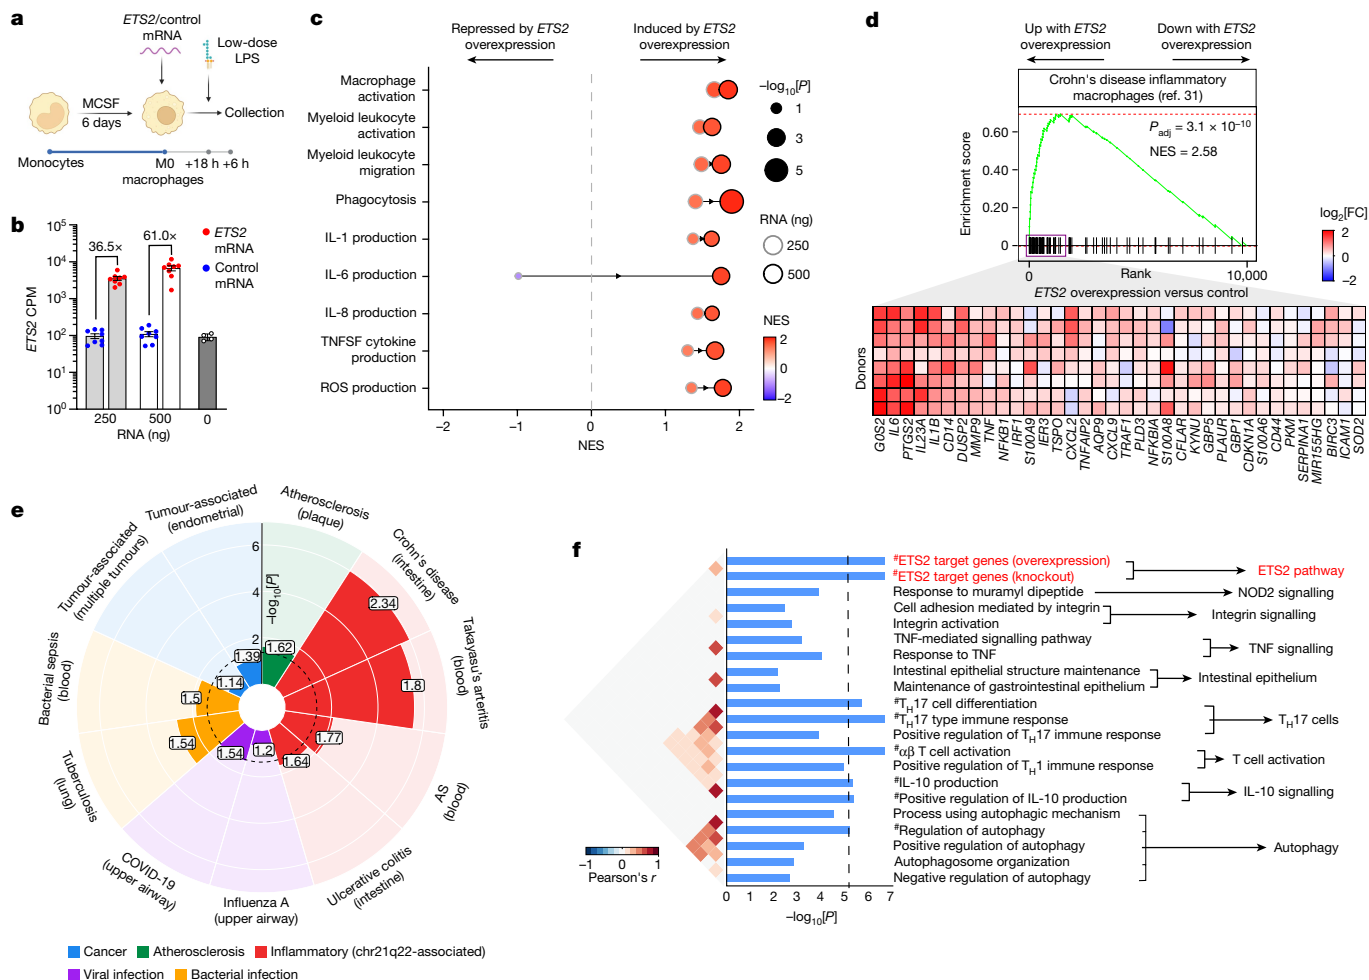 a
ETS2/control
mRNA
Low-dose
LPS
MCSF
6 days
Collection
Monocytes
M0
+18 h
+6 h
macrophages
b
10⁵
10⁴
10³
10²
10¹
10⁰
ETS2 CPM
36.5×
61.0×
ETS2
mRNA
Control
mRNA
250
500
0
RNA (ng)
c
Repressed by ETS2
overexpression
Induced by ETS2
overexpression
Macrophage
activation
Myeloid leukocyte
activation
Myeloid leukocyte
migration
Phagocytosis
IL-1 production
IL-6 production
IL-8 production
TNFSF cytokine
production
ROS production
−2
−1
0
1
2
NES
−log₁₀[P]
1
3
5
RNA (ng)
250
500
NES
2
0
−2
d
Up with ETS2
overexpression
Down with ETS2
overexpression
Crohn's disease inflammatory
macrophages (ref. 31)
Padj = 3.1 × 10⁻¹⁰
NES = 2.58
Enrichment score
0.60
0.40
0.20
0
0
Rank
10,000
log₂[FC]
2
0
−2
ETS2 overexpression versus control
Donors
G0S2
IL6
PTGS2
IL23A
IL1B
CD14
DUSP2
MMP9
TNF
NFKB1
IRF1
S100A9
IER3
TSPO
CXCL2
TNFAIP2
AQP9
CXCL9
TRAF1
PLD3
NFKBIA
S100A8
CFLAR
KYNU
GBP5
PLAUR
GBP1
CDKN1A
S100A6
CD44
PKM
SERPINA1
MIR155HG
BIRC3
ICAM1
SOD2
e
Tumour-associated
(endometrial)
Atherosclerosis
(plaque)
Crohn's disease
(intestine)
Takayasu's arteritis
(blood)
AS
(blood)
Ulcerative colitis
(intestine)
Influenza A
(upper airway)
COVID-19
(upper airway)
Tuberculosis
(lung)
Bacterial sepsis
(blood)
Tumour-associated
(multiple tumours)
6
4
2
−log₁₀[P]
1.39
1.62
2.34
1.8
1.77
1.64
1.2
1.54
1.54
1.5
1.14
Cancer
Atherosclerosis
Inflammatory (chr21q22-associated)
Viral infection
Bacterial infection
f
#ETS2 target genes (overexpression)
#ETS2 target genes (knockout)
ETS2 pathway
Response to muramyl dipeptide
NOD2 signalling
Cell adhesion mediated by integrin
Integrin activation
Integrin signalling
TNF-mediated signalling pathway
Response to TNF
TNF signalling
Intestinal epithelial structure maintenance
Maintenance of gastrointestinal epithelium
Intestinal epithelium
#TH17 cell differentiation
#TH17 type immune response
Positive regulation of TH17 immune response
TH17 cells
#αβ T cell activation
Positive regulation of TH1 immune response
T cell activation
#IL-10 production
#Positive regulation of IL-10 production
IL-10 signalling
Process using autophagic mechanism
#Regulation of autophagy
Positive regulation of autophagy
Autophagosome organization
Negative regulation of autophagy
Autophagy
−1
0
1
Pearson's r
0
1
2
3
4
5
6
7
−log₁₀[P]